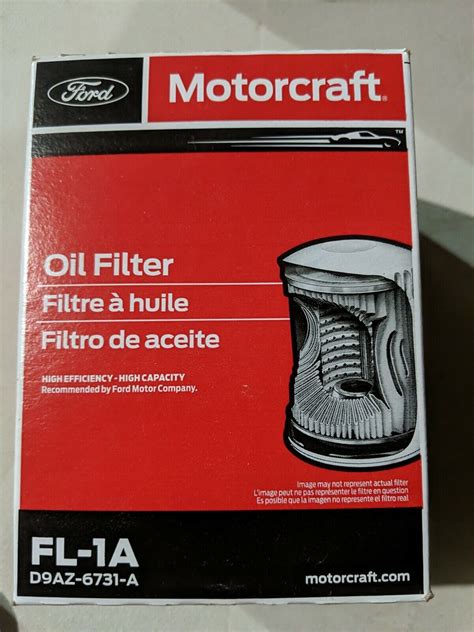 Ford
Motorcraft®
™
Oil Filter
Filtre à huile
Filtro de aceite
HIGH EFFICIENCY - HIGH CAPACITY
Recommended by Ford Motor Company.
Image may not represent actual filter
L'image peut ne pas représenter le filtre en question
Es posible que la imagen no represente el filtro real
FL-1A
D9AZ-6731-A
motorcraft.com